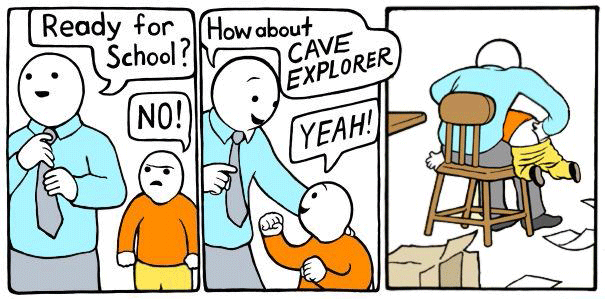 Ready for
School?
NO!
How about
CAVE
EXPLORER
YEAH!